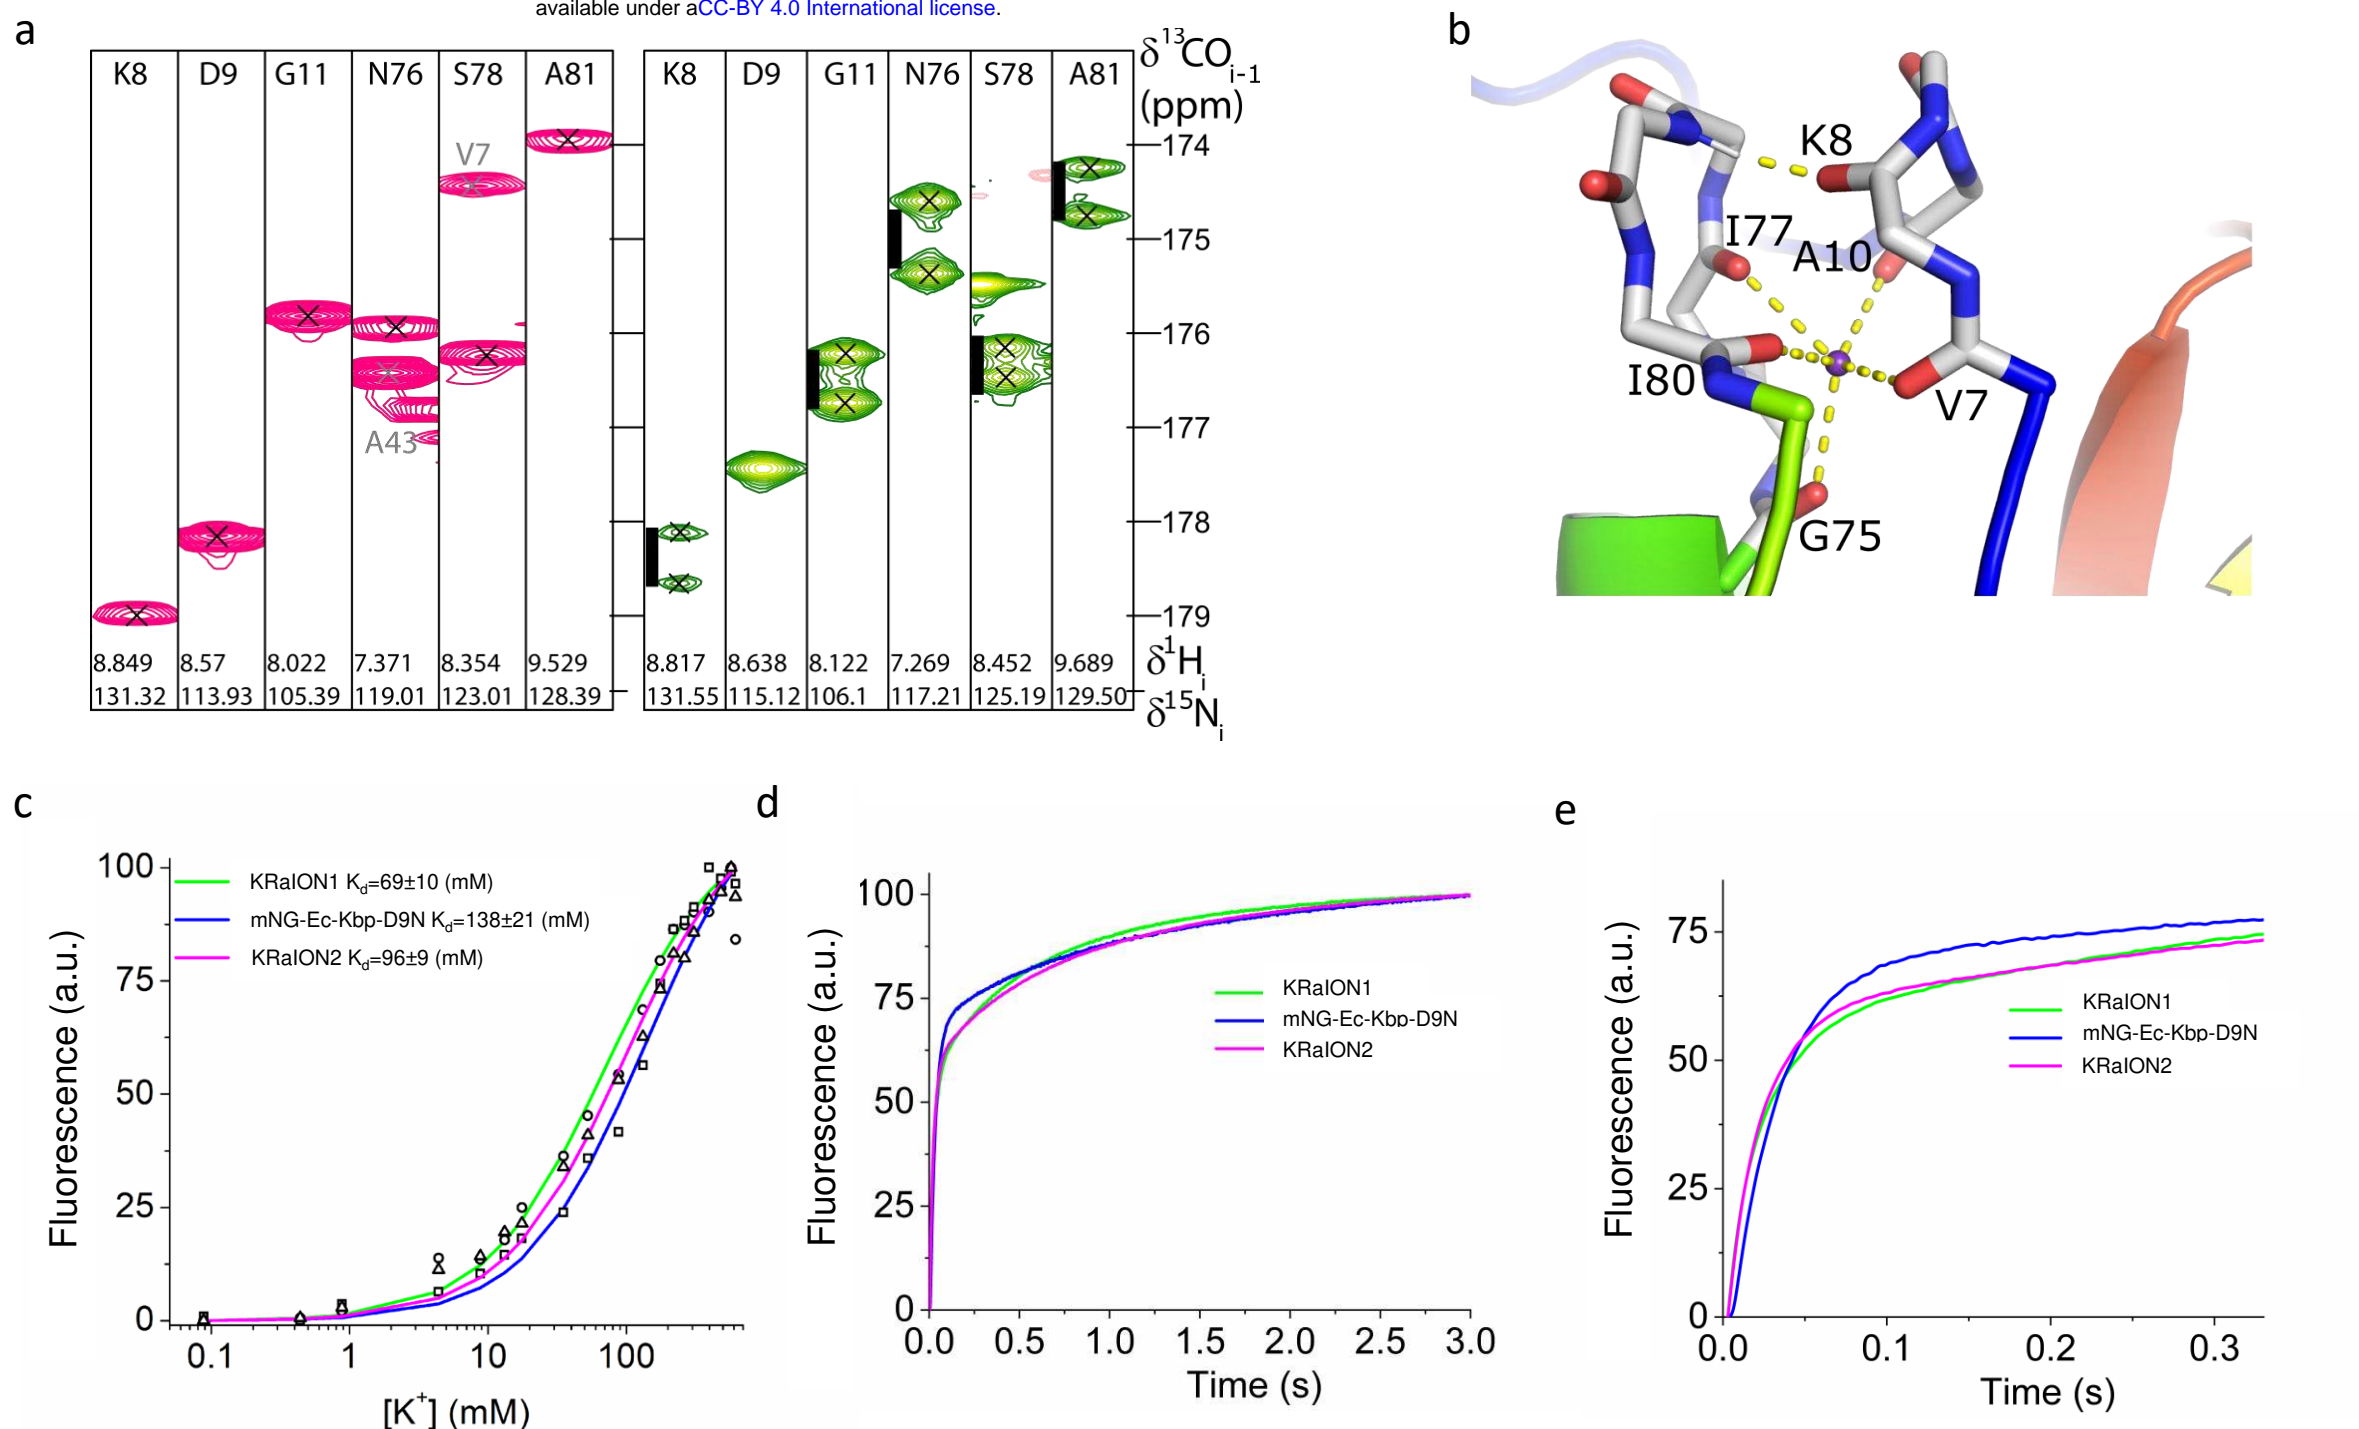 available under aCC-BY 4.0 International license.
a
K8 D9 G11 N76 S78 A81
K8 D9 G11 N76 S78 A81
δ13COi-1
(ppm)
V7
A43
174
175
176
177
178
179
8.849 8.57 8.022 7.371 8.354 9.529
131.32 113.93 105.39 119.01 123.01 128.39
8.817 8.638 8.122 7.269 8.452 9.689
131.55 115.12 106.1 117.21 125.19 129.50
δ1Hi
δ15Ni
b
K8
I77
A10
I80
V7
G75
c
KRaION1 Kd=69±10 (mM)
mNG-Ec-Kbp-D9N Kd=138±21 (mM)
KRaION2 Kd=96±9 (mM)
Fluorescence (a.u.)
100
75
50
25
0
0.1 1 10 100
[K+] (mM)
d
KRaION1
mNG-Ec-Kbp-D9N
KRaION2
Fluorescence (a.u.)
100
75
50
25
0
0.0 0.5 1.0 1.5 2.0 2.5 3.0
Time (s)
e
KRaION1
mNG-Ec-Kbp-D9N
KRaION2
Fluorescence (a.u.)
75
50
25
0
0.0 0.1 0.2 0.3
Time (s)